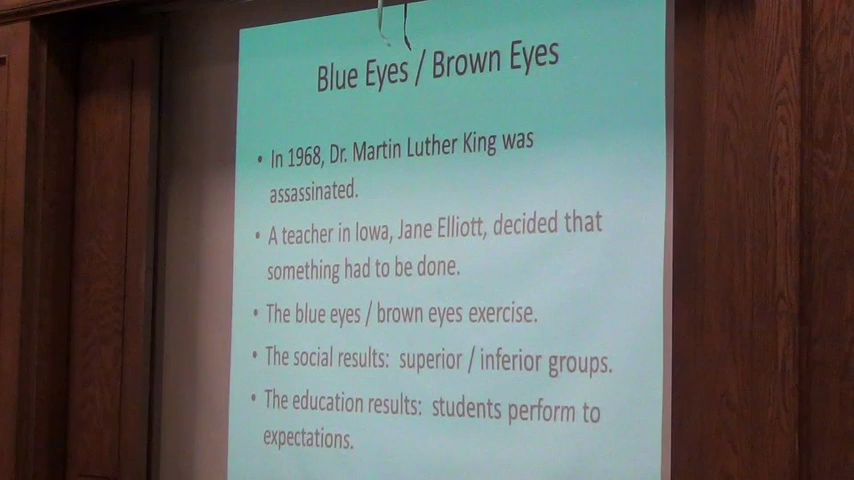 Blue Eyes / Brown Eyes
• In 1968, Dr. Martin Luther King was
assassinated.
• A teacher in Iowa, Jane Elliott, decided that
something had to be done.
• The blue eyes / brown eyes exercise.
• The social results: superior / inferior groups.
• The education results: students perform to
expectations.